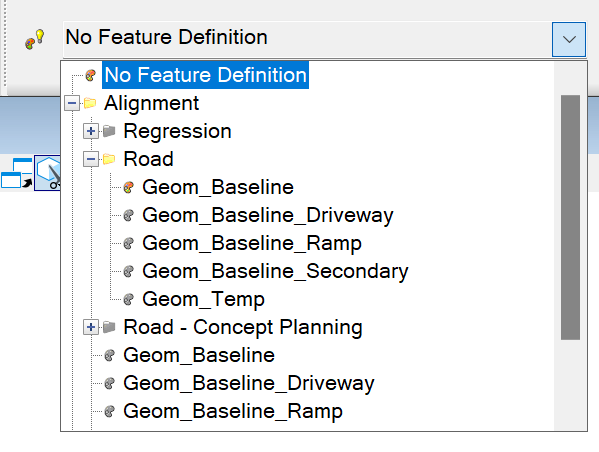 No Feature Definition
No Feature Definition
Alignment
Regression
Road
Geom_Baseline
Geom_Baseline_Driveway
Geom_Baseline_Ramp
Geom_Baseline_Secondary
Geom_Temp
Road - Concept Planning
Geom_Baseline
Geom_Baseline_Driveway
Geom_Baseline_Ramp